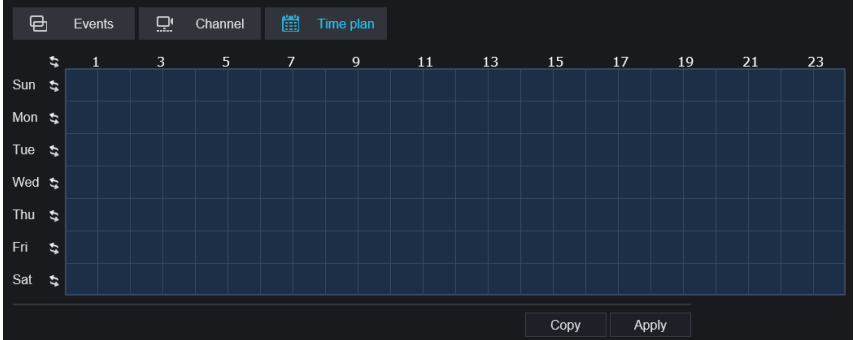 Events Channel Time plan
1 3 5 7 9 11 13 15 17 19 21 23
Sun
Mon
Tue
Wed
Thu
Fri
Sat
Copy Apply